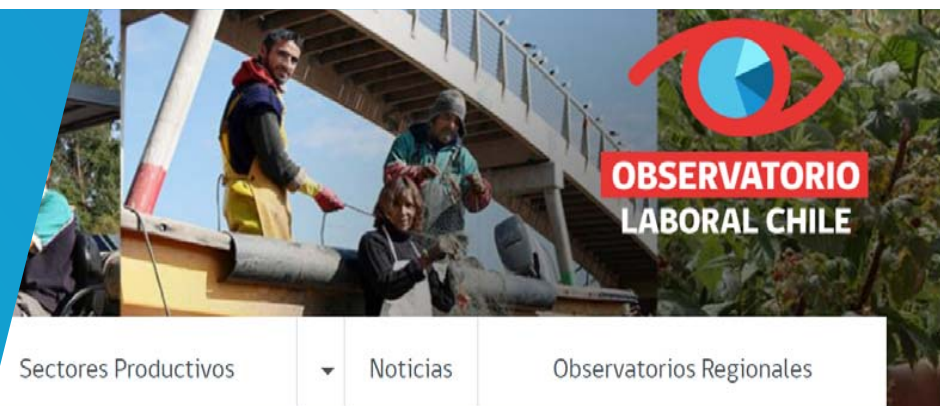 OBSERVATORIO
LABORAL CHILE
Sectores Productivos
Noticias
Observatorios Regionales